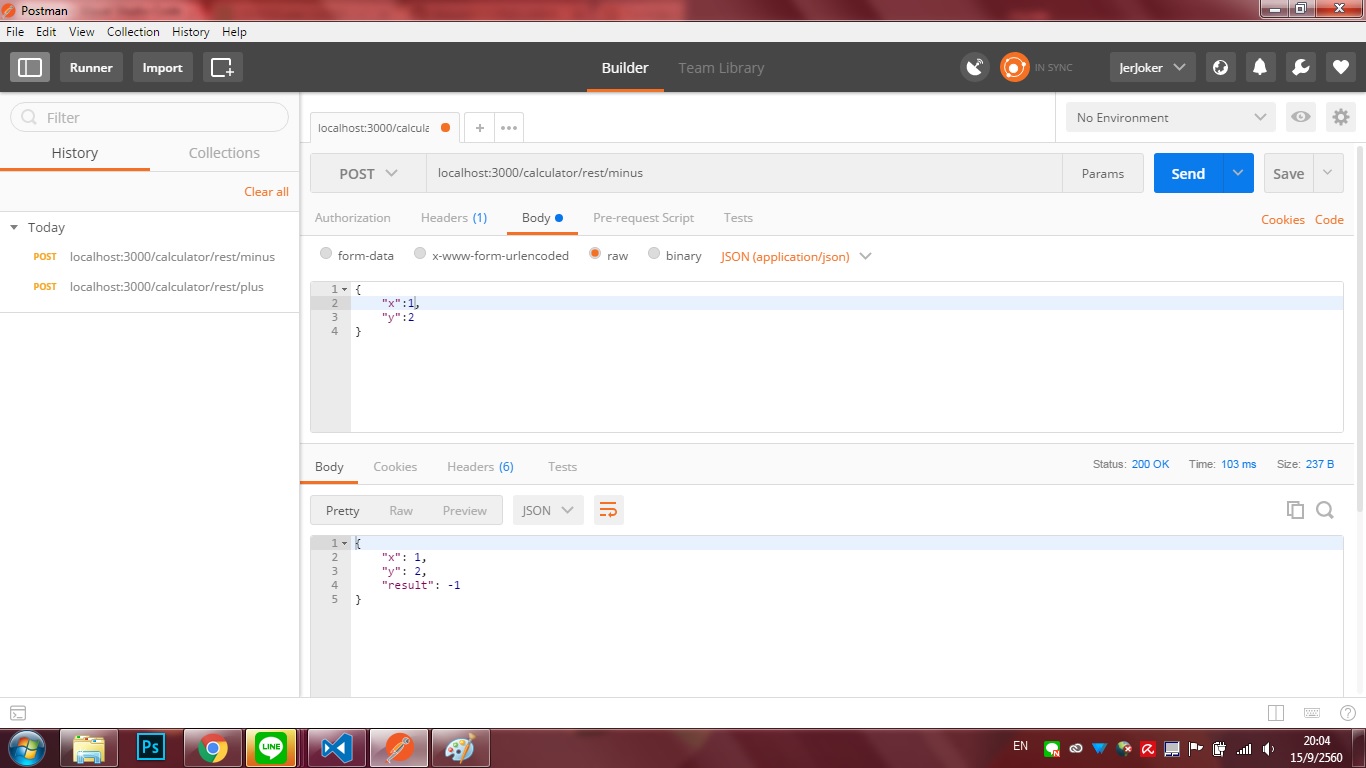 Postman
File Edit View Collection History Help
Runner Import Builder Team Library IN SYNC JerJoker
Filter
History Collections
Clear all
Today
POST localhost:3000/calculator/rest/minus
POST localhost:3000/calculator/rest/plus
localhost:3000/calcula + ••• No Environment
POST localhost:3000/calculator/rest/minus Params Send Save
Authorization Headers (1) Body Pre-request Script Tests Cookies Code
form-data x-www-form-urlencoded raw binary JSON (application/json)
1 {
2 "x":1,
3 "y":2
4 }
Body Cookies Headers (6) Tests Status: 200 OK Time: 103 ms Size: 237 B
Pretty Raw Preview JSON
1 {
2 "x": 1,
3 "y": 2,
4 "result": -1
5 }
Ps LINE EN 20:04
15/9/2560